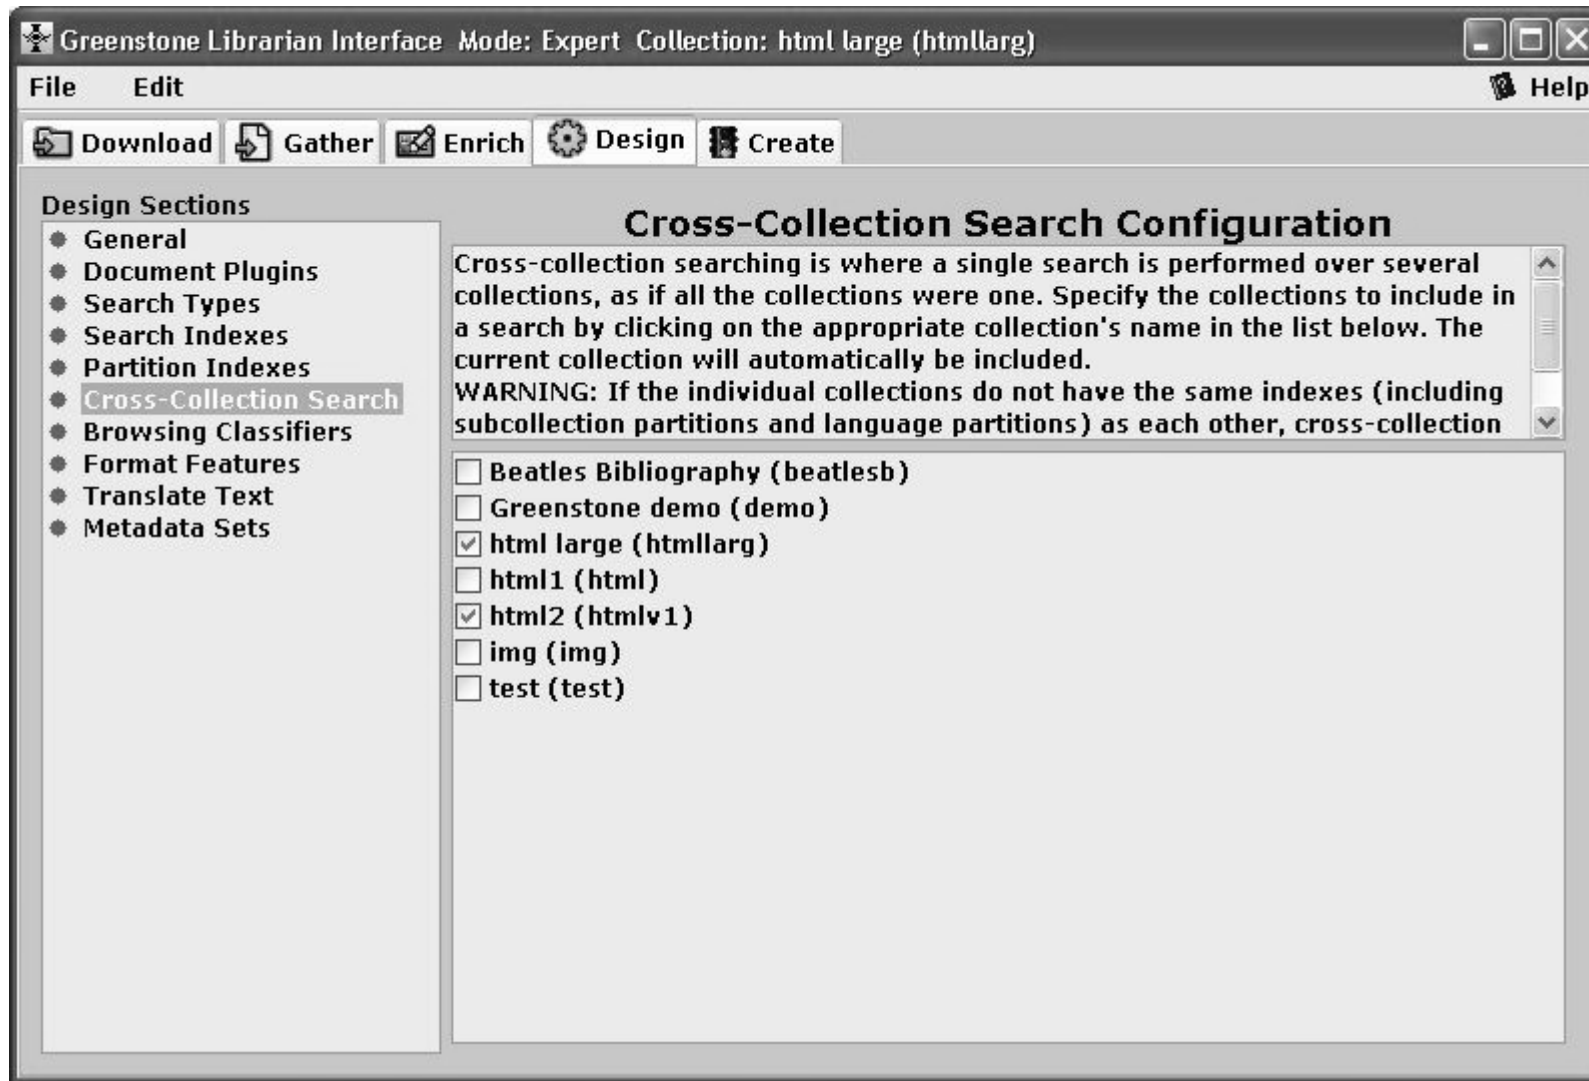 Greenstone Librarian Interface Mode: Expert Collection: html large (htmllarg)
File Edit Help
Download Gather Enrich Design Create
Design Sections
General
Document Plugins
Search Types
Search Indexes
Partition Indexes
Cross-Collection Search
Browsing Classifiers
Format Features
Translate Text
Metadata Sets
Cross-Collection Search Configuration
Cross-collection searching is where a single search is performed over several
collections, as if all the collections were one. Specify the collections to include in
a search by clicking on the appropriate collection's name in the list below. The
current collection will automatically be included.
WARNING: If the individual collections do not have the same indexes (including
subcollection partitions and language partitions) as each other, cross-collection
Beatles Bibliography (beatlesb)
Greenstone demo (demo)
html large (htmllarg)
html1 (html)
html2 (htmlv1)
img (img)
test (test)